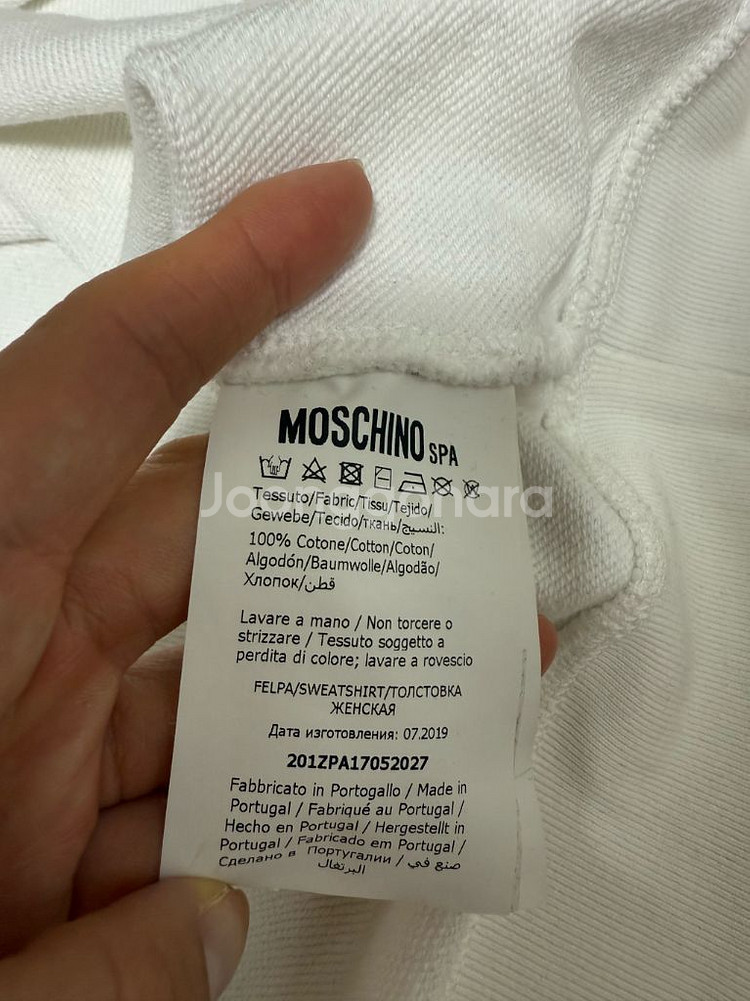 MOSCHINO SPA
Joonggonara
Tessuto/Fabric/Tissu/Tejido/
Gewebe/Tecido/ткань/النسيج:
100% Cotone/Cotton/Coton/
Algodón/Baumwolle/Algodão/
Хлопок/قطن
Lavare a mano / Non torcere o
strizzare / Tessuto soggetto a
perdita di colore; lavare a rovescio
FELPA/SWEATSHIRT/ТОЛСТОВКА
ЖЕНСКАЯ
Дата изготовления: 07.2019
201ZPA17052027
Fabbricato in Portogallo / Made in
Portugal / Fabriqué au Portugal /
Hecho en Portugal / Hergestellt in
Portugal / Fabricado em Portugal /
Сделано в Португалии / صنع في
البرتغال